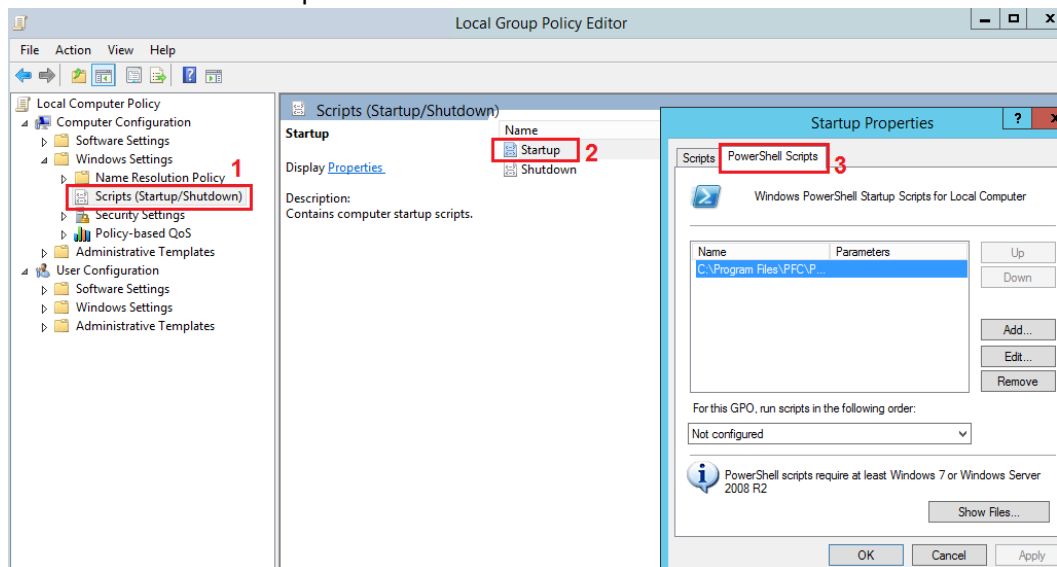 Local Group Policy Editor
File Action View Help
Local Computer Policy
Computer Configuration
Software Settings
Windows Settings
Name Resolution Policy
1
Scripts (Startup/Shutdown)
Security Settings
Policy-based QoS
Administrative Templates
User Configuration
Software Settings
Windows Settings
Administrative Templates
Scripts (Startup/Shutdown)
Startup
Display Properties
Description:
Contains computer startup scripts.
Name
Startup 2
Shutdown
Startup Properties
Scripts PowerShell Scripts 3
Windows PowerShell Startup Scripts for Local Computer
Name Parameters
C:\Program Files\PFC\P...
Up
Down
Add...
Edit...
Remove
For this GPO, run scripts in the following order:
Not configured
PowerShell scripts require at least Windows 7 or Windows Server
2008 R2
Show Files...
OK Cancel Apply